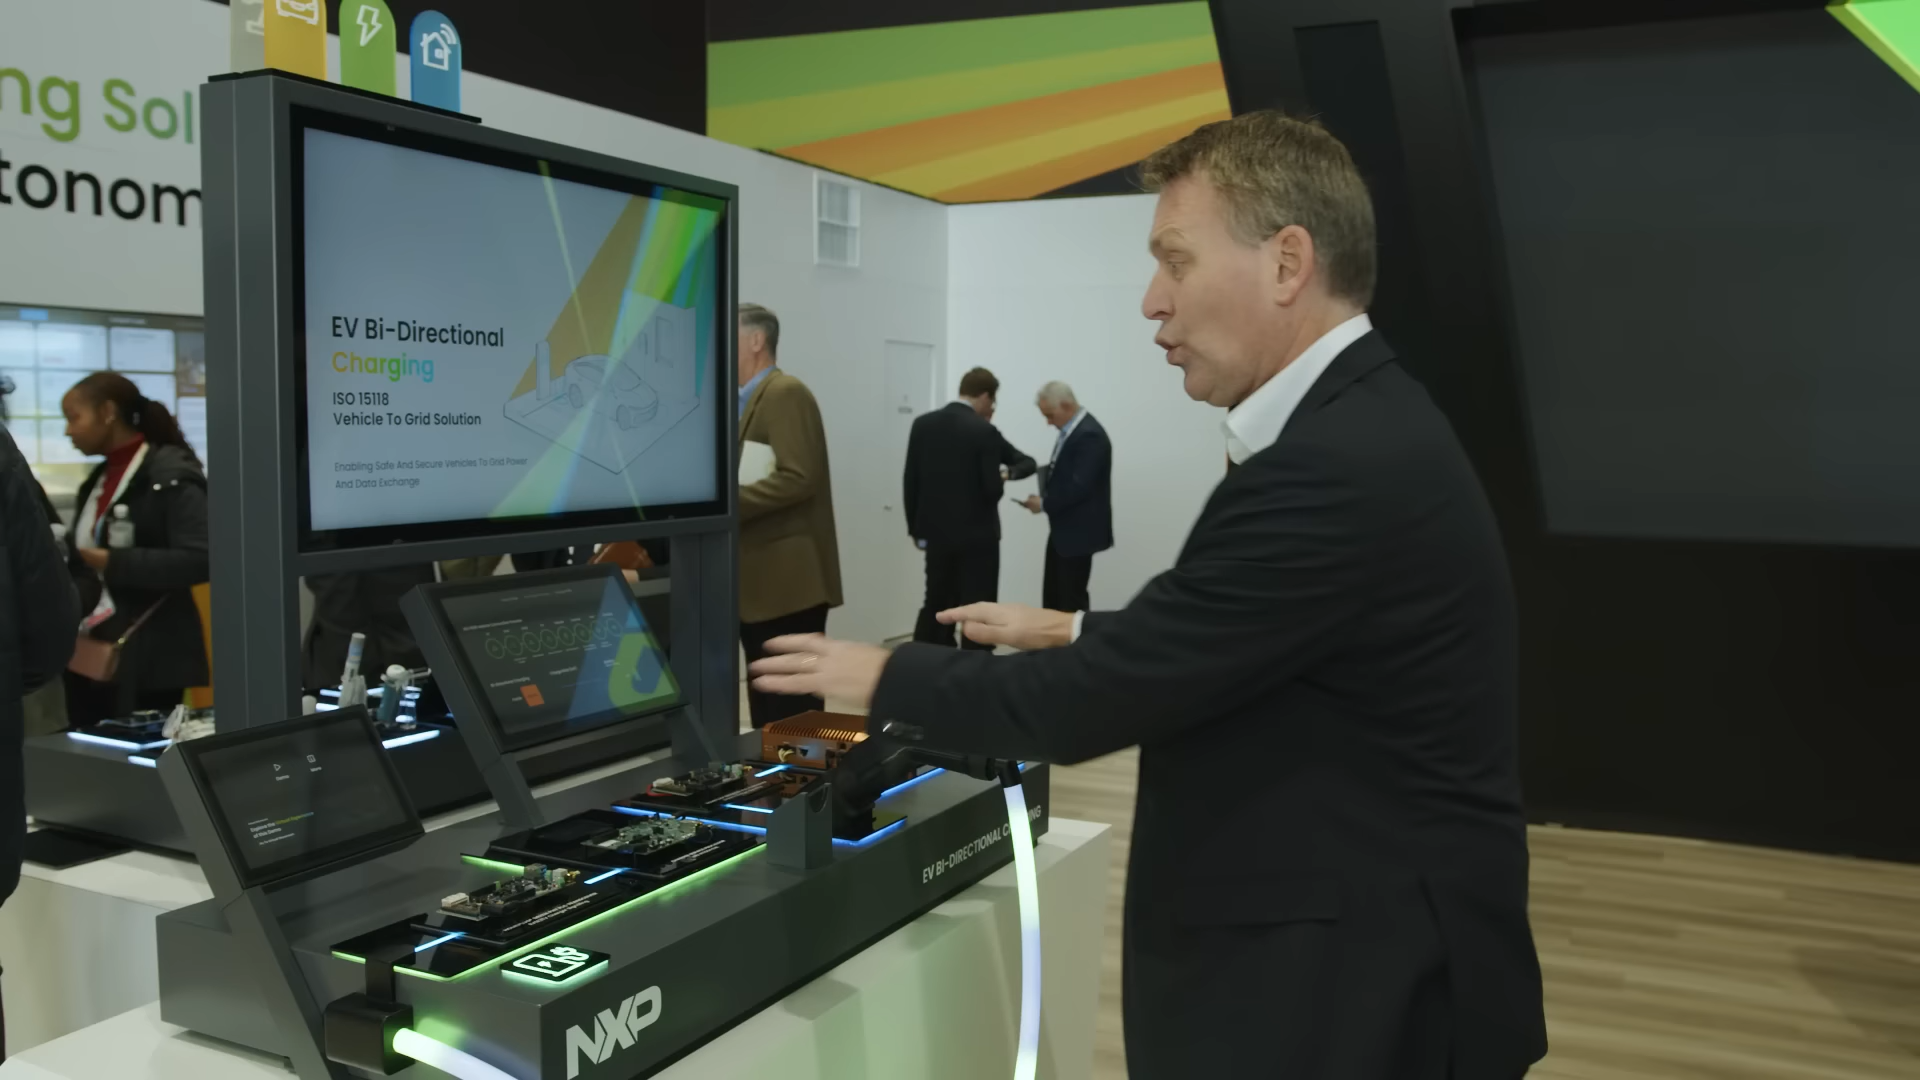 ng Sol
tonom
EV Bi-Directional
Charging
ISO 15118
Vehicle To Grid Solution
Enabling Safe And Secure Vehicles To Grid Power
And Data Exchange
EV BI-DIRECTIONAL
NXP